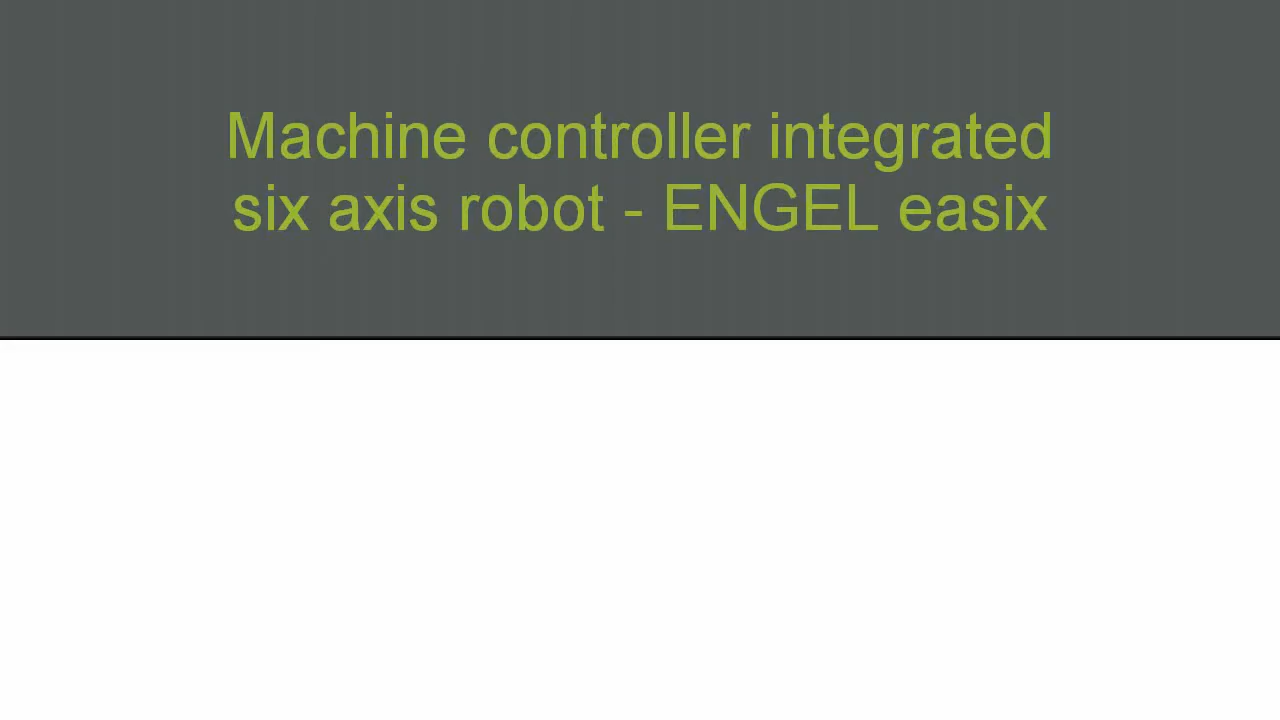 Machine controller integrated
six axis robot - ENGEL easix